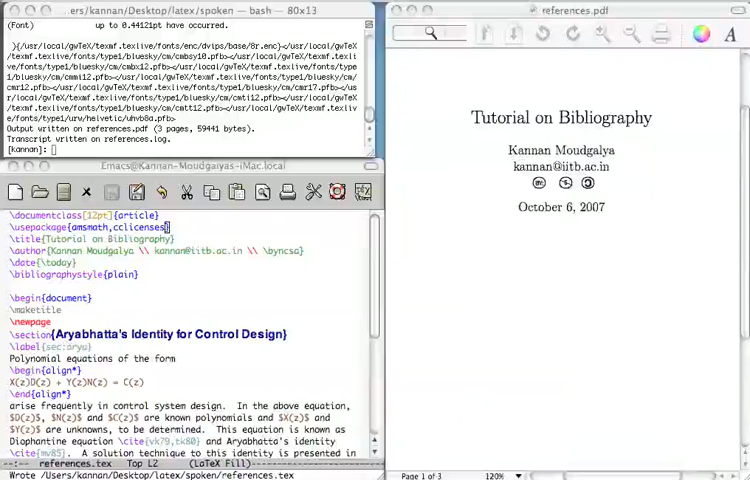 ...ers/kannan/Desktop/latex/spoken — bash — 80x13
(Font)      up to 0.44121pt have occurred.
}{/usr/local/gwTeX/texmf.texlive/fonts/enc/dvips/base/8r.enc}</usr/local/gwTeX
/texmf.texlive/fonts/type1/bluesky/cm/cmbsy10.pfb></usr/local/gwTeX/texmf.texli
ve/fonts/type1/bluesky/cm/cmbx12.pfb></usr/local/gwTeX/texmf.texlive/fonts/type
1/bluesky/cm/cmmi12.pfb></usr/local/gwTeX/texmf.texlive/fonts/type1/bluesky/cm/
cmr12.pfb></usr/local/gwTeX/texmf.texlive/fonts/type1/bluesky/cm/cmr17.pfb></us
r/local/gwTeX/texmf.texlive/fonts/type1/bluesky/cm/cmti12.pfb></usr/local/gwTeX
/texmf.texlive/fonts/type1/bluesky/cm/cmtt12.pfb></usr/local/gwTeX/texmf.texliv
e/fonts/type1/urw/helvetic/uhvb8a.pfb>
Output written on references.pdf (3 pages, 59441 bytes).
Transcript written on references.log.
[kannan]:
Emacs@Kannan-Moudgalyas-iMac.local
\documentclass[12pt]{article}
\usepackage{amsmath,cclicenses}
\title{Tutorial on Bibliography}
\author{Kannan Moudgalya \\ kannan@iitb.ac.in \\ \byncsa}
\date{\today}
\bibliographystyle{plain}
\begin{document}
\maketitle
\newpage
\section{Aryabhatta's Identity for Control Design}
\label{sec:arya}
Polynomial equations of the form
\begin{align*}
X(z)D(z) + Y(z)N(z) = C(z)
\end{align*}
arise frequently in control system design.  In the above equation,
$D(z)$, $N(z)$ and $C(z)$ are known polynomials and $X(z)$ and
$Y(z)$ are unknowns, to be determined.  This equation is known as
Diophantine equation \cite{vk79,tk80} and Aryabhatta's identity
\cite{mv85}.  A solution technique to this identity is presented in
--:--  references.tex   Top L2   (LaTeX Fill)
Wrote /Users/kannan/Desktop/latex/spoken/references.tex
references.pdf
A
Tutorial on Bibliography
Kannan Moudgalya
kannan@iitb.ac.in
October 6, 2007
Page 1 of 3
120%